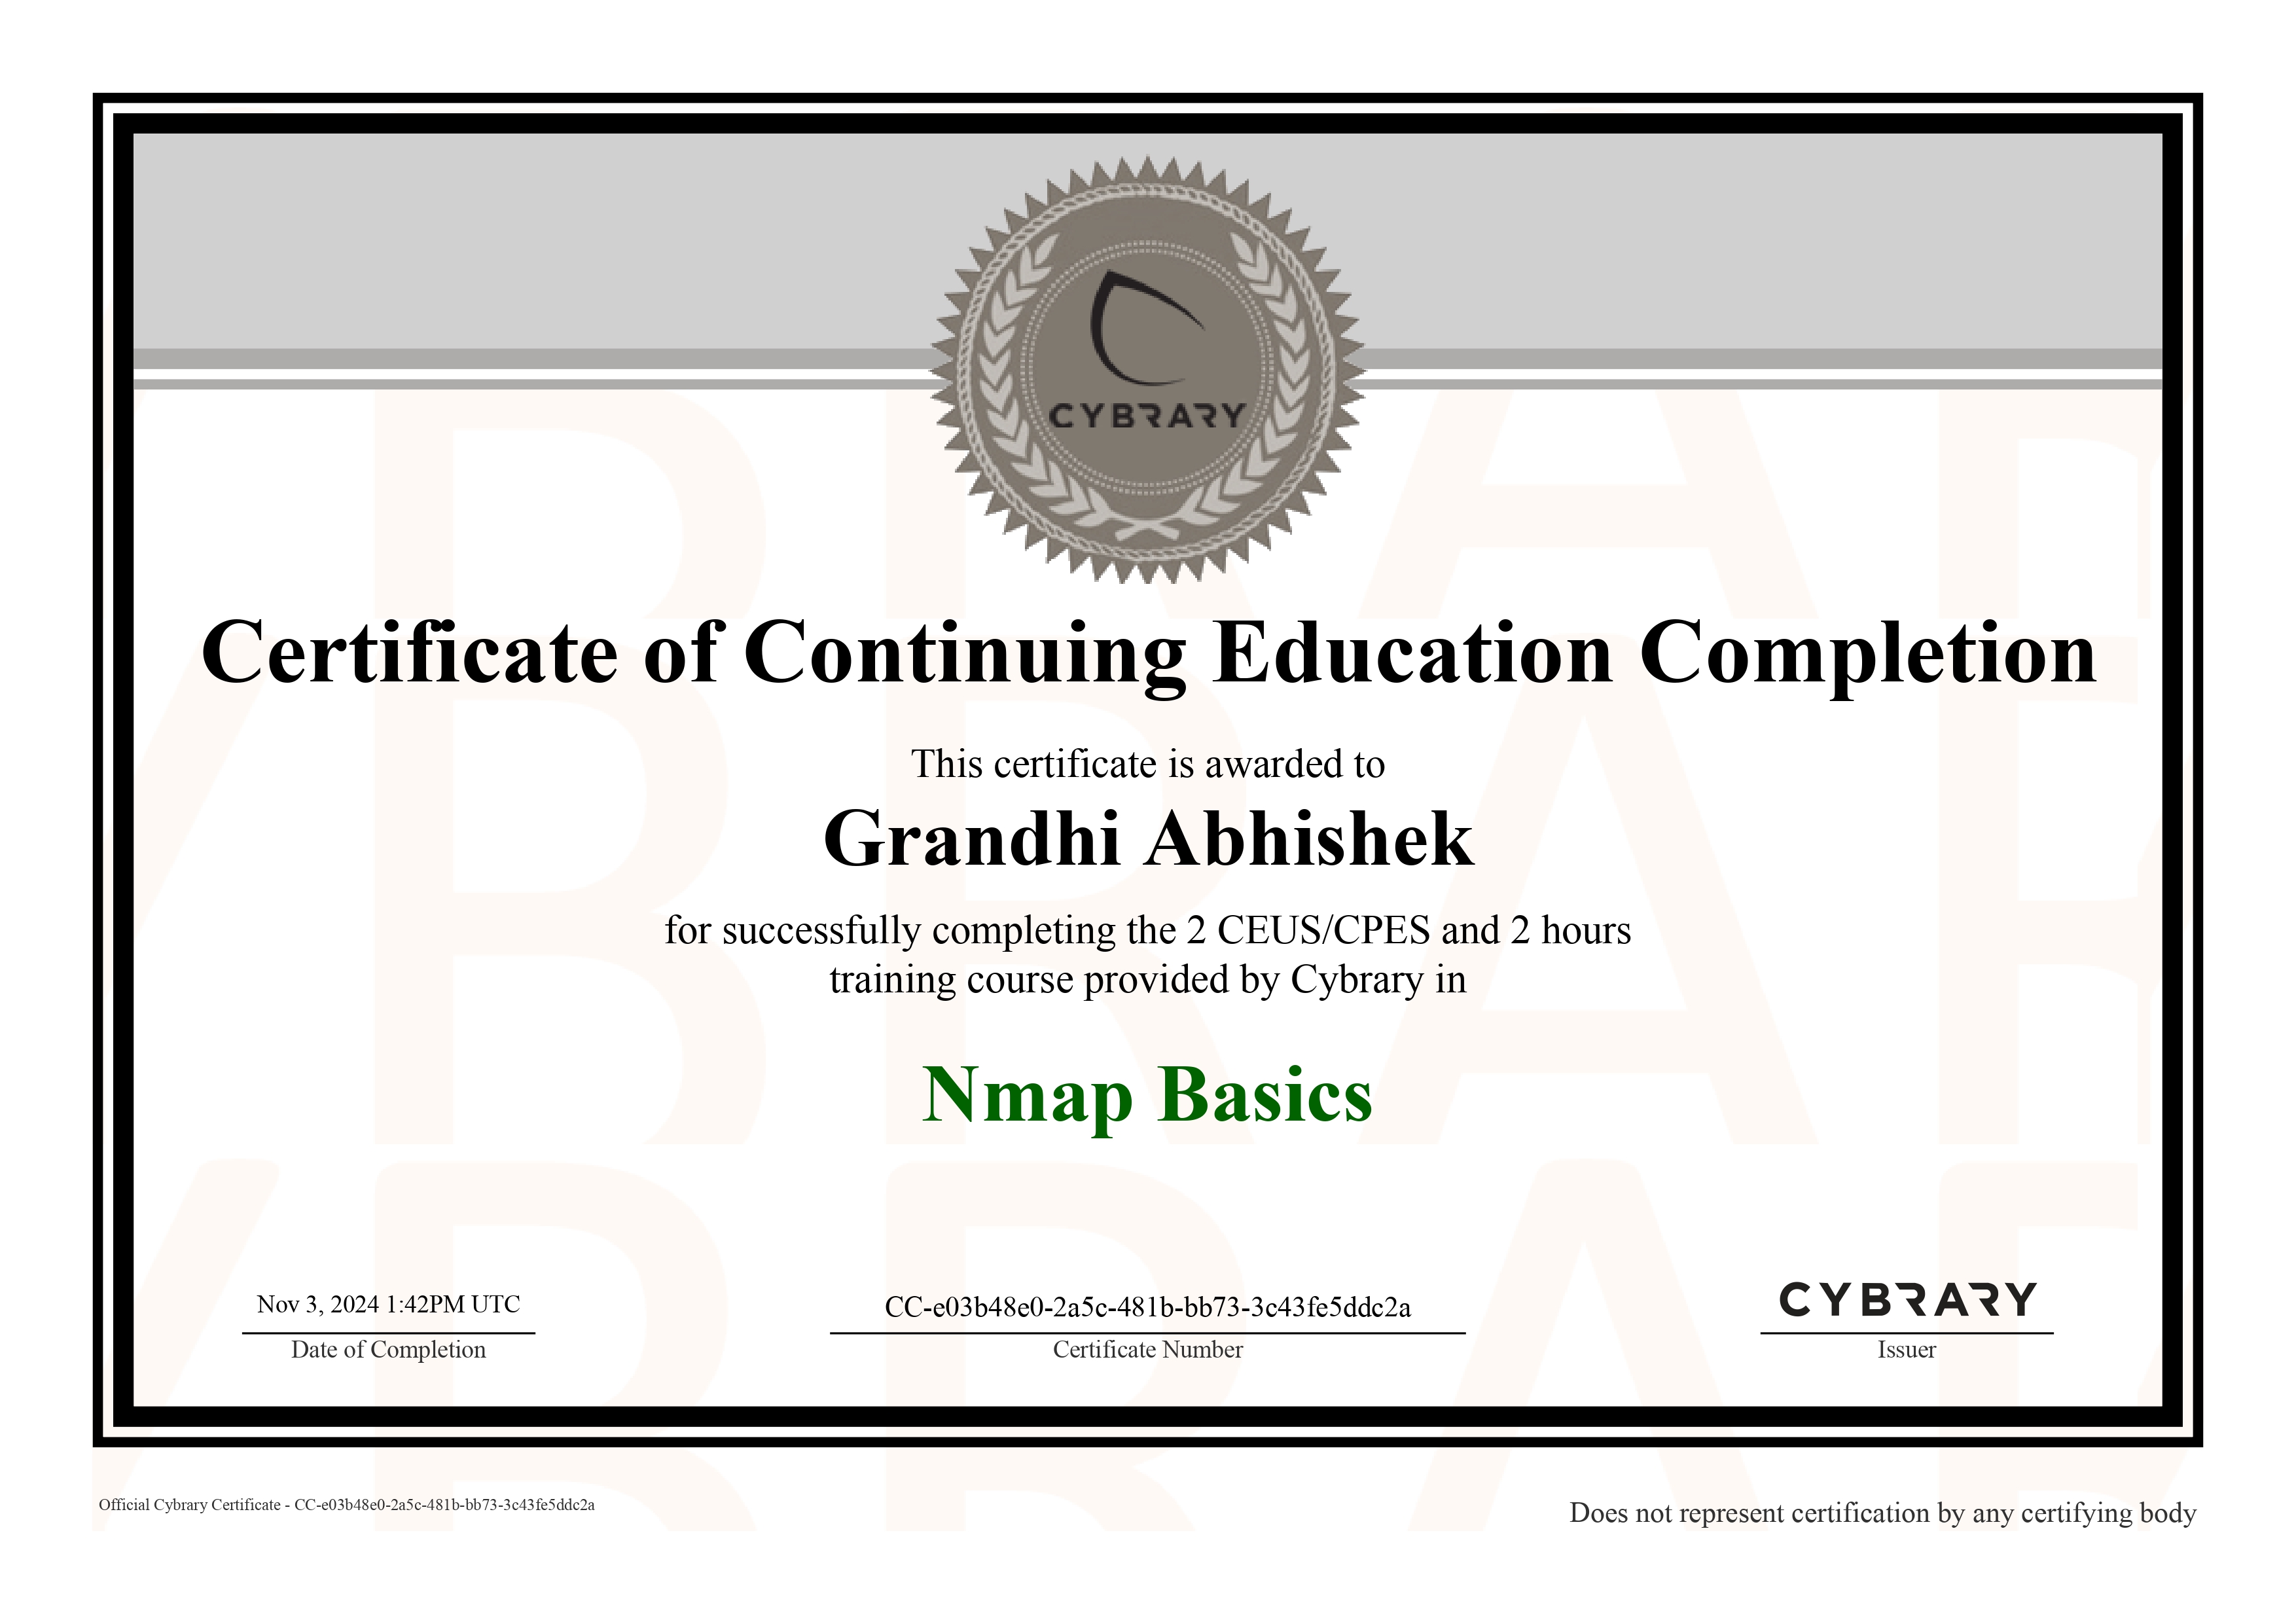 CYBRARY
Certificate of Continuing Education Completion
This certificate is awarded to
Grandhi Abhishek
for successfully completing the 2 CEUS/CPES and 2 hours
training course provided by Cybrary in
Nmap Basics
Nov 3, 2024 1:42PM UTC
Date of Completion
CC-e03b48e0-2a5c-481b-bb73-3c43fe5ddc2a
Certificate Number
CYBRARY
Issuer
Official Cybrary Certificate - CC-e03b48e0-2a5c-481b-bb73-3c43fe5ddc2a
Does not represent certification by any certifying body